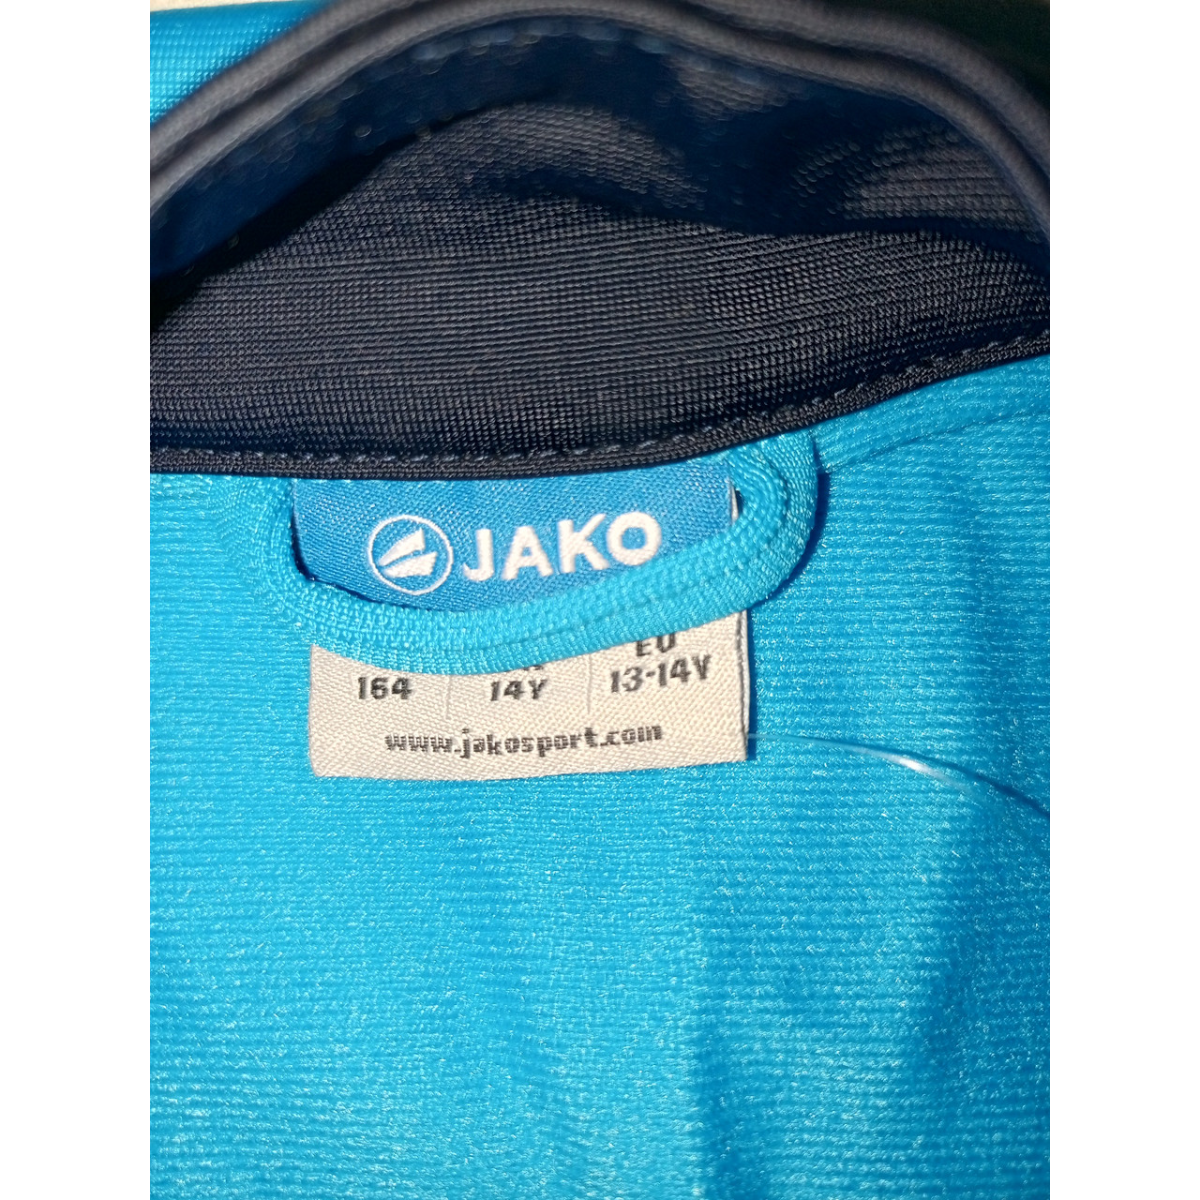 JAKO
EU
164 14Y 13-14Y
www.jakosport.com